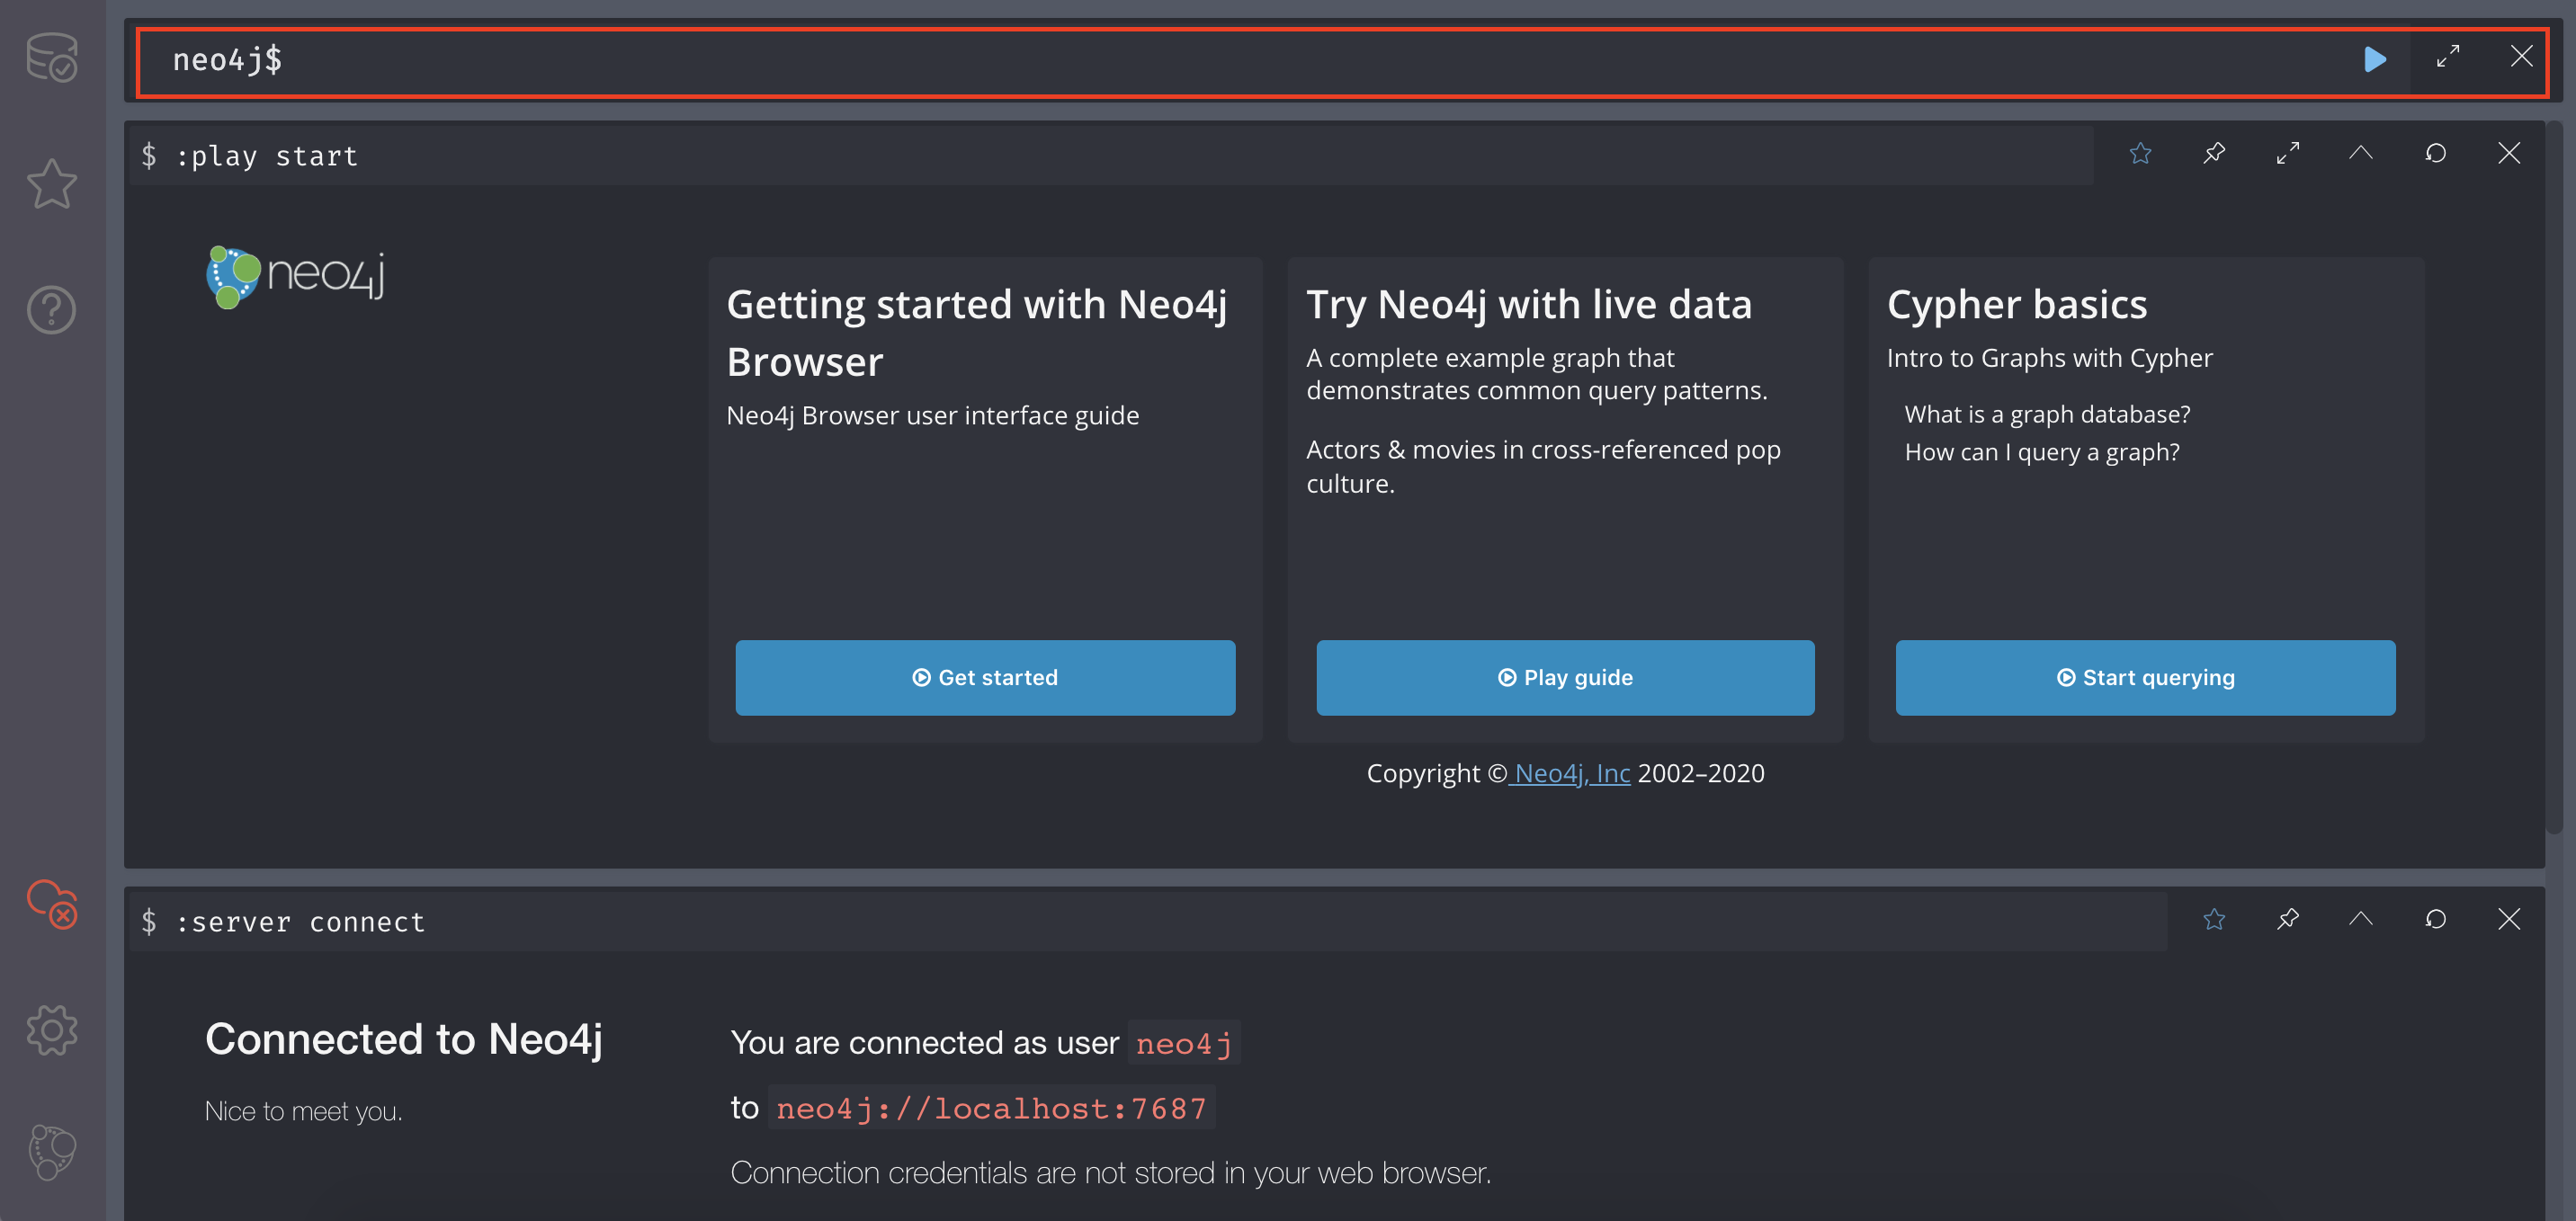 neo4j$
$ :play start
neo4j
Getting started with Neo4j
Browser
Neo4j Browser user interface guide
Get started
Try Neo4j with live data
A complete example graph that
demonstrates common query patterns.
Actors & movies in cross-referenced pop
culture.
Play guide
Cypher basics
Intro to Graphs with Cypher
What is a graph database?
How can I query a graph?
Start querying
Copyright © Neo4j, Inc 2002–2020
$ :server connect
Connected to Neo4j
Nice to meet you.
You are connected as user neo4j
to neo4j://localhost:7687
Connection credentials are not stored in your web browser.